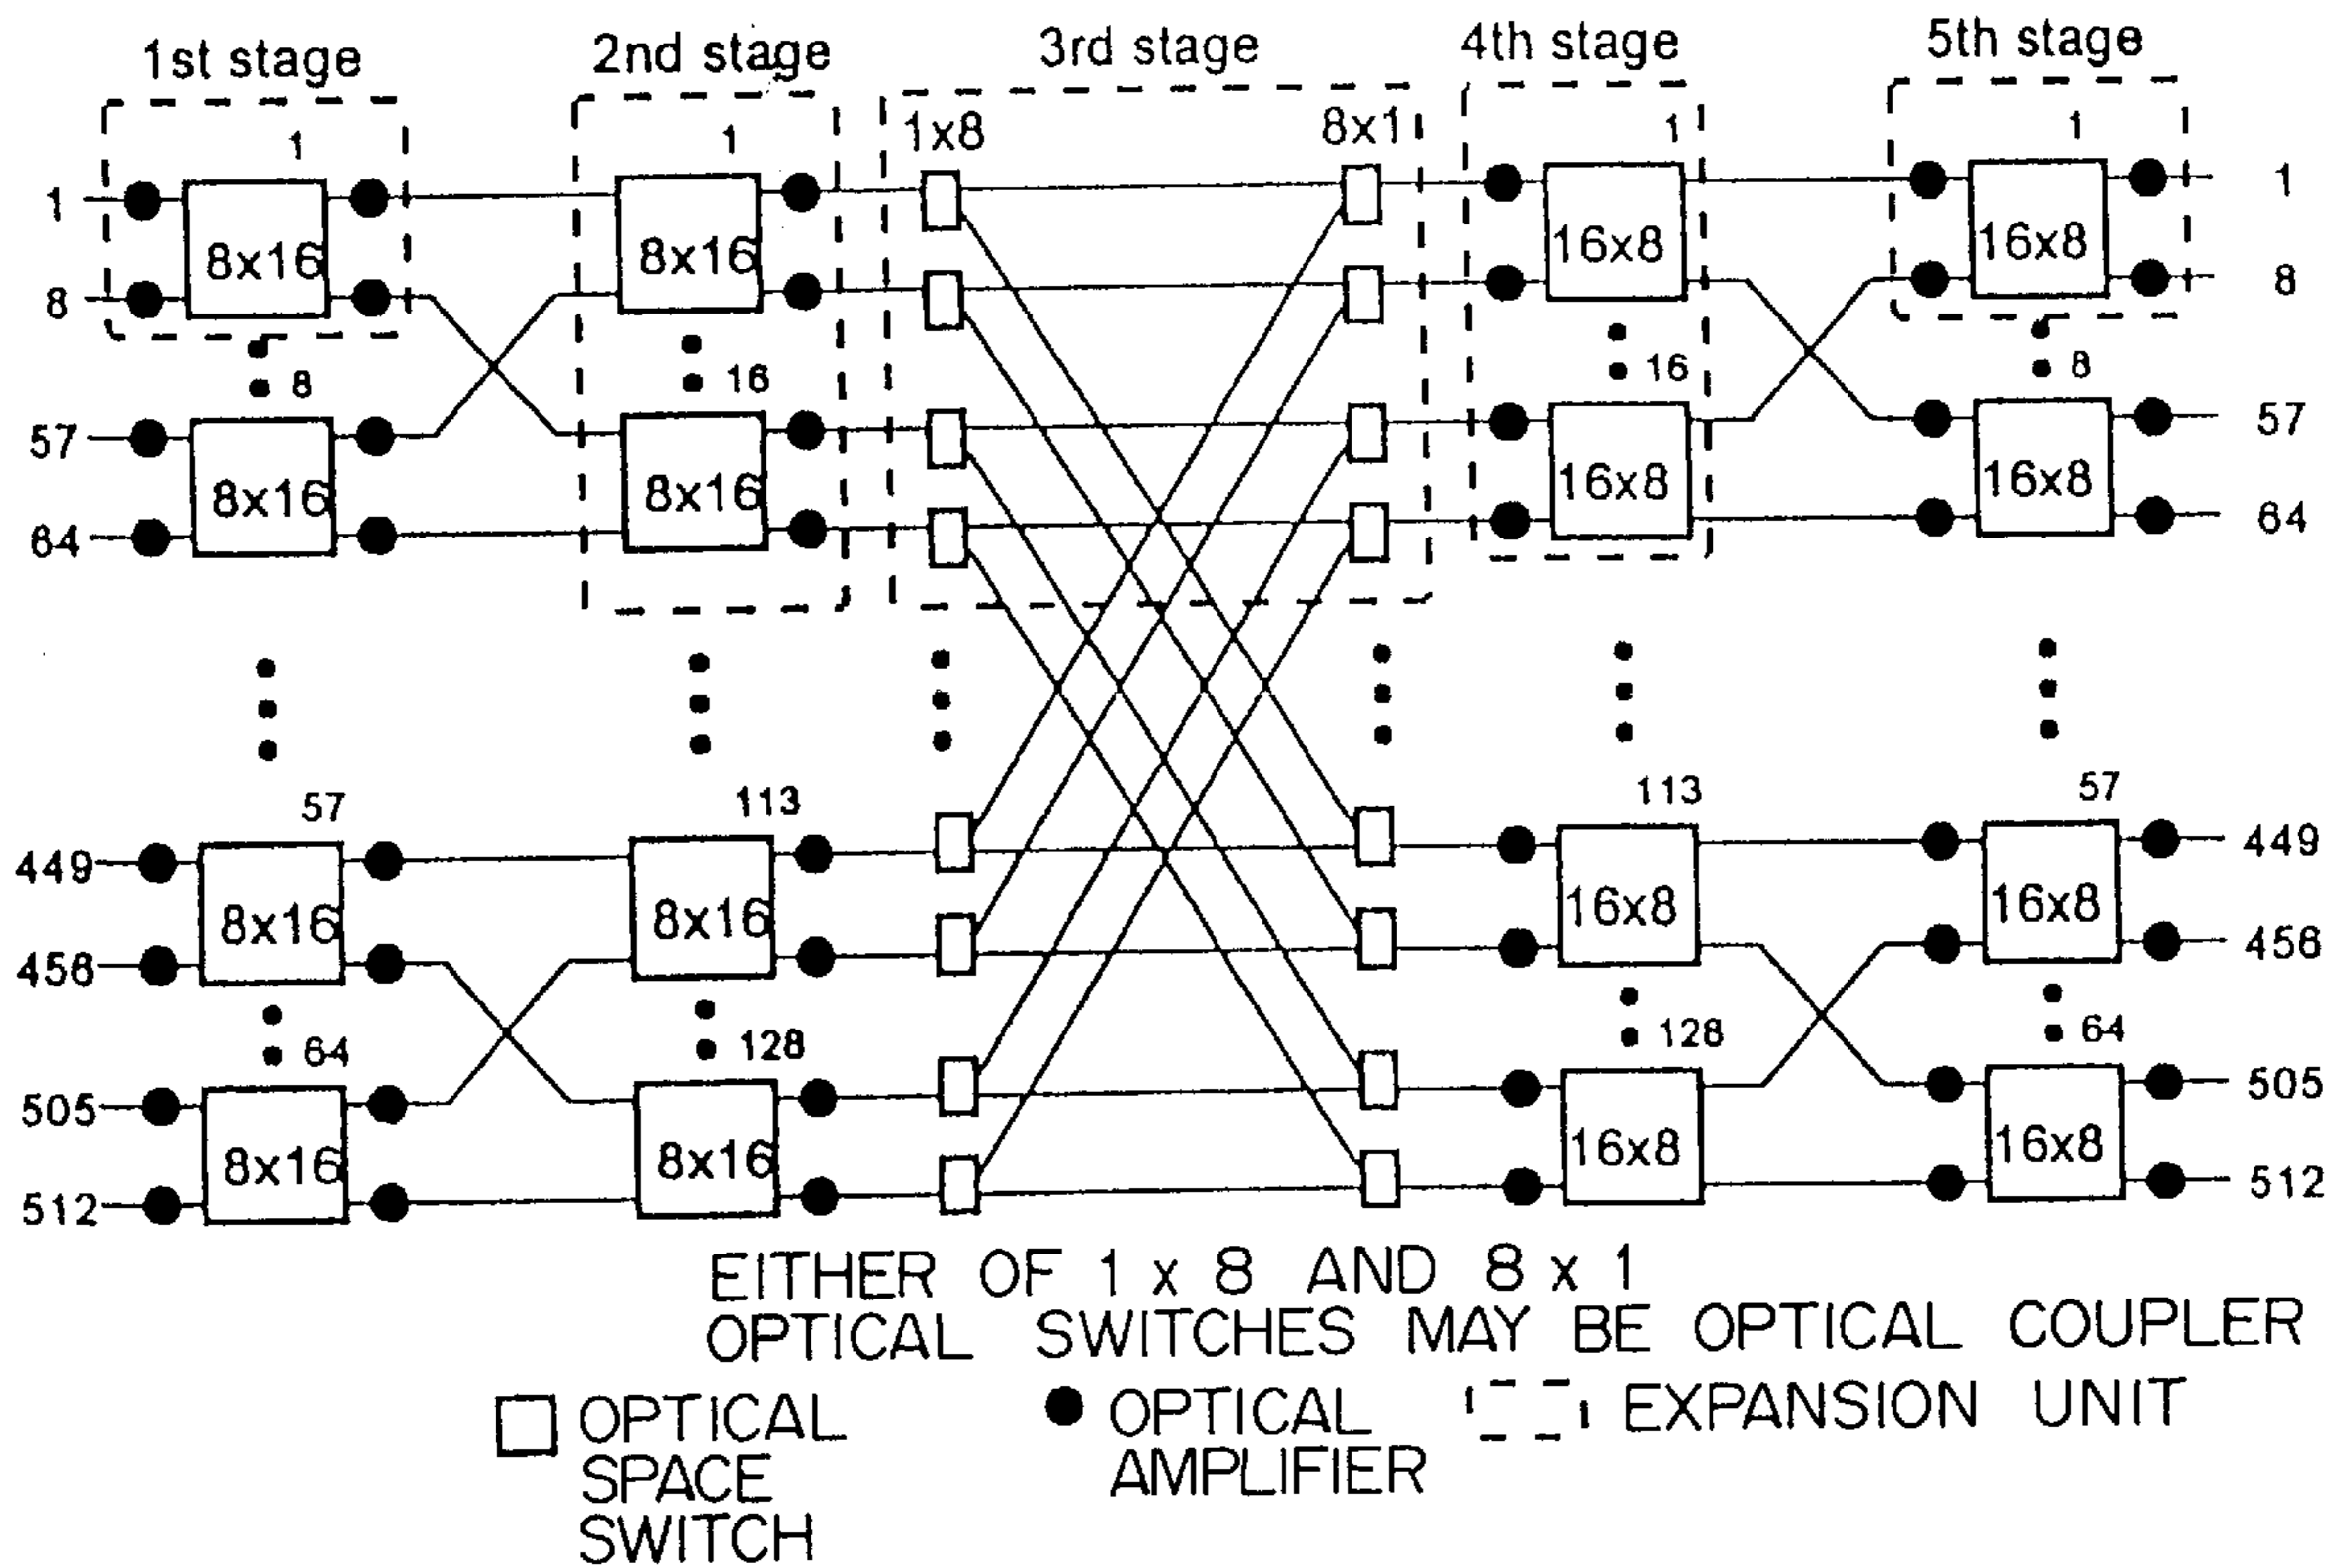 1st stage 2nd stage 3rd stage 4th stage 5th stage
1x8 8x1
1 1 1 1
1 8x16 8x16 16x8 16x8 1
8 8
8 16 16 8
57 8x16 8x16 16x8 16x8 57
64 64
57 113 113 57
449 8x16 8x16 16x8 16x8 449
456 456
64 128 128 64
505 8x16 8x16 16x8 16x8 505
512 512
EITHER OF 1 x 8 AND 8 x 1
OPTICAL SWITCHES MAY BE OPTICAL COUPLER
OPTICAL SPACE SWITCH
OPTICAL AMPLIFIER
EXPANSION UNIT